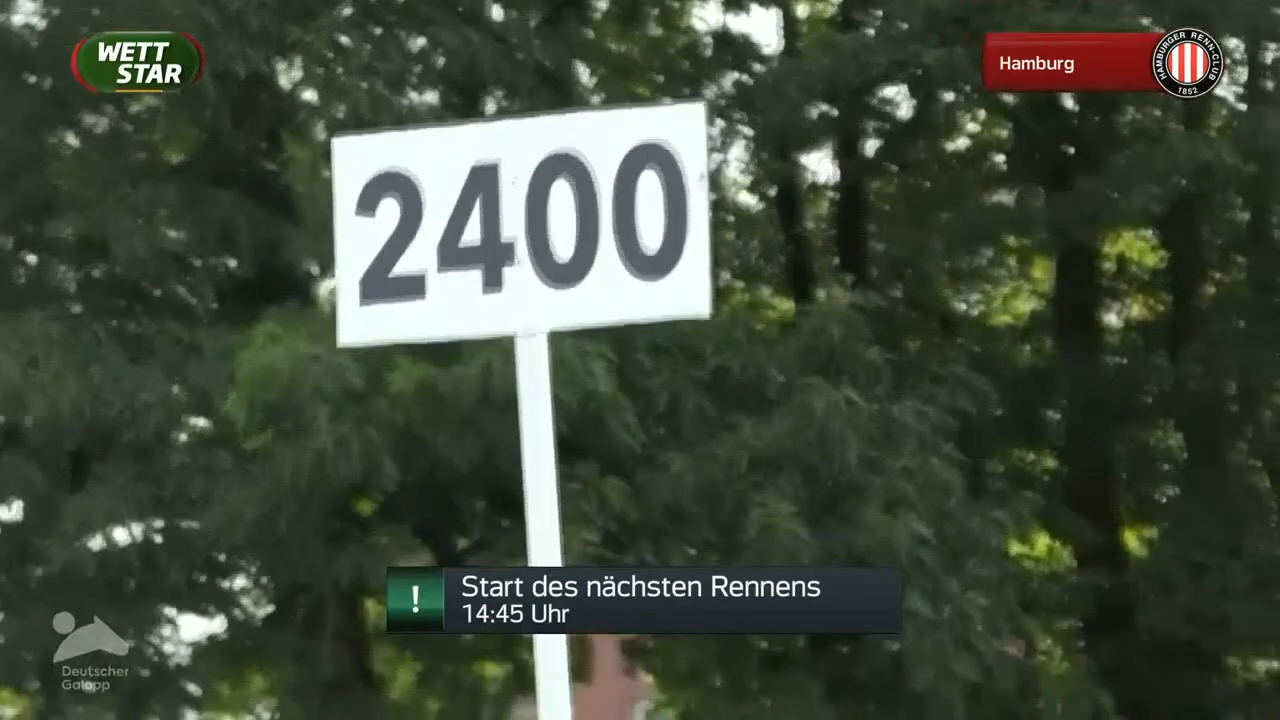 WETT
STAR
Hamburg
HAMBURGER RENN-CLUB
1852
2400
!
Start des nächsten Rennens
14:45 Uhr
Deutscher
Galopp